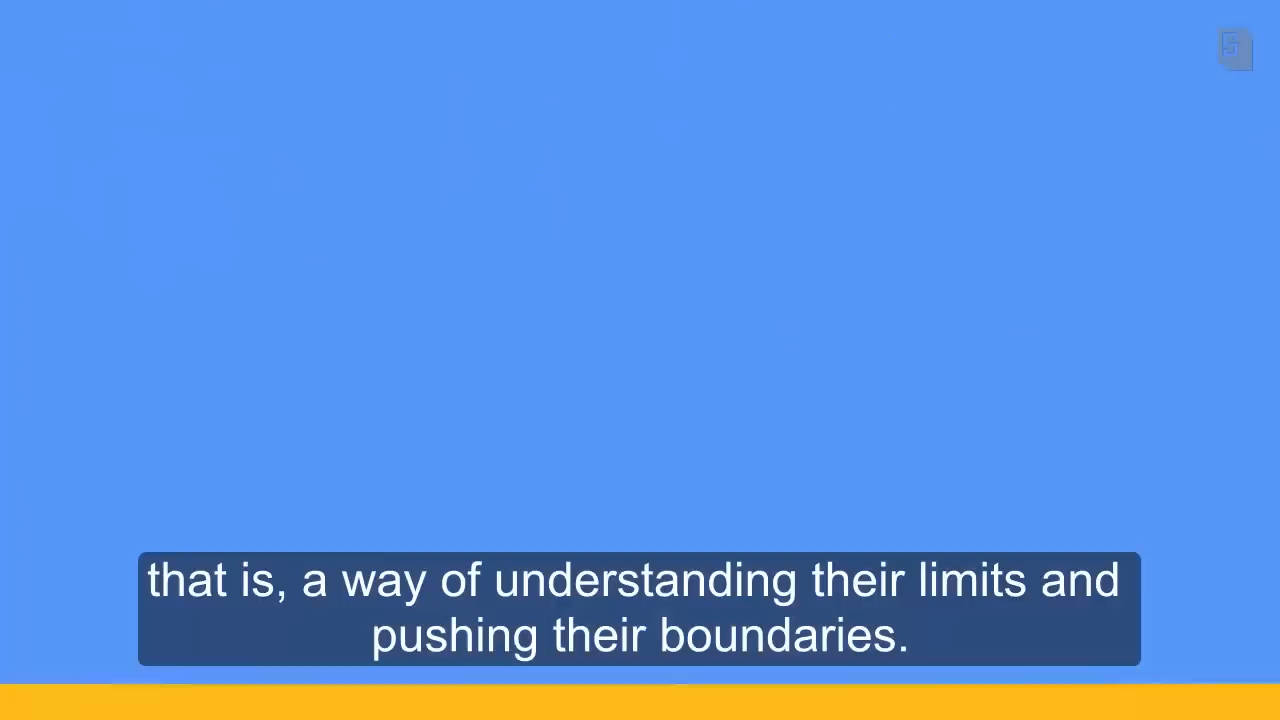 that is, a way of understanding their limits and
pushing their boundaries.